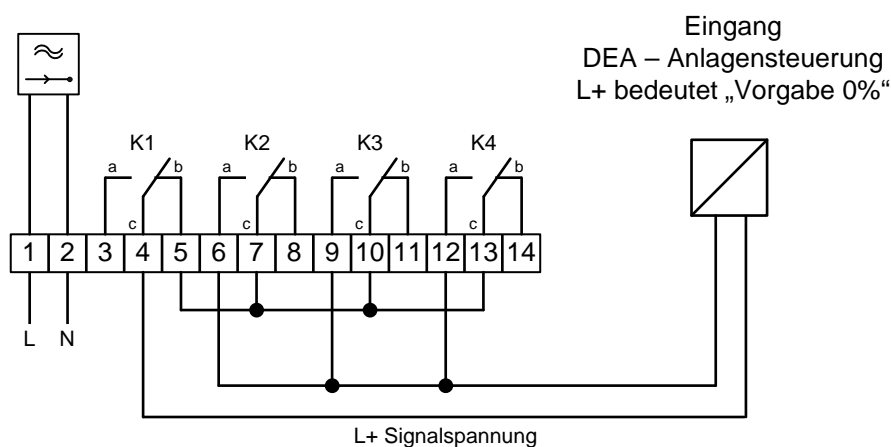 Eingang
DEA – Anlagensteuerung
L+ bedeutet „Vorgabe 0%“
K1 K2 K3 K4
a b a b a b a b
c c c c
1 2 3 4 5 6 7 8 9 10 11 12 13 14
L N
L+ Signalspannung